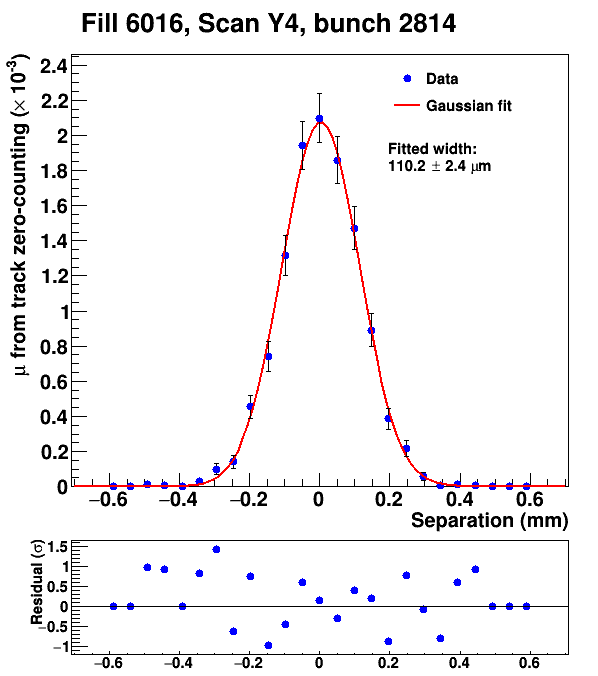 Fill 6016, Scan Y4, bunch 2814
μ from track zero-counting (× 10⁻³)
2.4
2.2
2
1.8
1.6
1.4
1.2
1
0.8
0.6
0.4
0.2
0
Data
Gaussian fit
Fitted width:
110.2 ± 2.4 μm
−0.6 −0.4 −0.2 0 0.2 0.4 0.6
Separation (mm)
Residual (σ)
1.5
1
0.5
0
−0.5
−1
−0.6 −0.4 −0.2 0 0.2 0.4 0.6